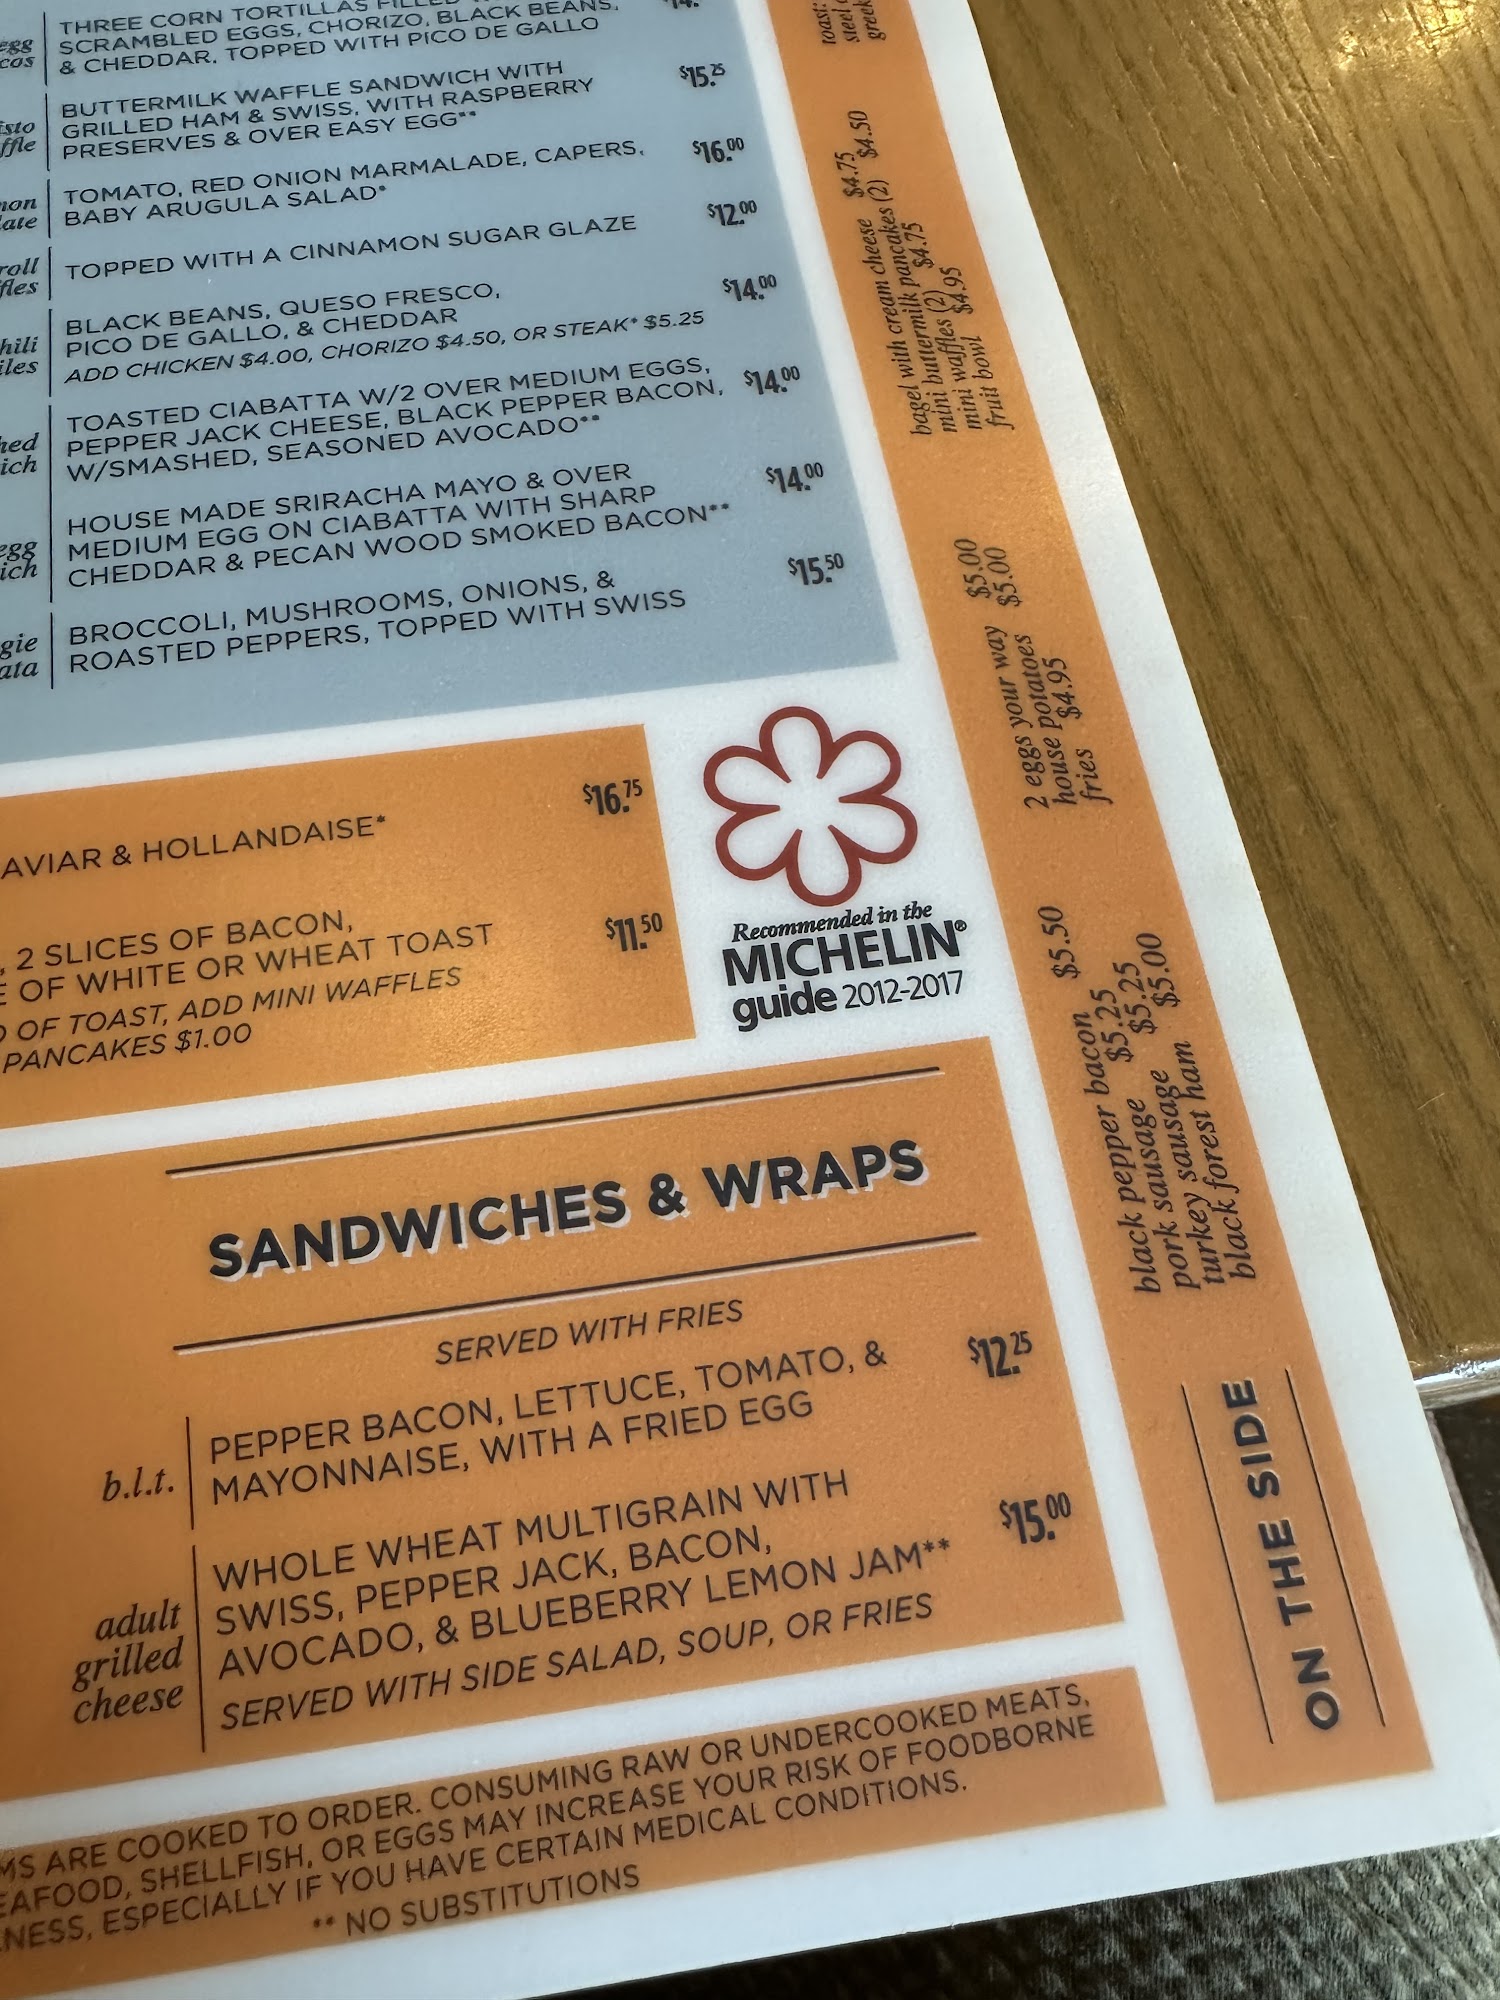 THREE CORN TORTILLAS
SCRAMBLED EGGS, CHORIZO, BLACK BEANS,
& CHEDDAR, TOPPED WITH PICO DE GALLO
egg
BUTTERMILK WAFFLE SANDWICH WITH
GRILLED HAM & SWISS, WITH RASPBERRY
PRESERVES & OVER EASY EGG**
$15.25
TOMATO, RED ONION MARMALADE, CAPERS,
BABY ARUGULA SALAD*
$16.00
roll
TOPPED WITH A CINNAMON SUGAR GLAZE
$12.00
BLACK BEANS, QUESO FRESCO,
PICO DE GALLO, & CHEDDAR
ADD CHICKEN $4.00, CHORIZO $4.50, OR STEAK* $5.25
$14.00
TOASTED CIABATTA W/2 OVER MEDIUM EGGS,
PEPPER JACK CHEESE, BLACK PEPPER BACON,
W/SMASHED, SEASONED AVOCADO**
$14.00
egg
HOUSE MADE SRIRACHA MAYO & OVER
MEDIUM EGG ON CIABATTA WITH SHARP
CHEDDAR & PECAN WOOD SMOKED BACON**
$14.00
BROCCOLI, MUSHROOMS, ONIONS, &
ROASTED PEPPERS, TOPPED WITH SWISS
$15.50
AVIAR & HOLLANDAISE*
$16.75
, 2 SLICES OF BACON,
OF WHITE OR WHEAT TOAST
OF TOAST, ADD MINI WAFFLES
PANCAKES $1.00
$11.50
Recommended in the
MICHELIN®
guide 2012-2017
SANDWICHES & WRAPS
SERVED WITH FRIES
b.l.t.
PEPPER BACON, LETTUCE, TOMATO, &
MAYONNAISE, WITH A FRIED EGG
$12.25
adult
grilled
cheese
WHOLE WHEAT MULTIGRAIN WITH
SWISS, PEPPER JACK, BACON,
AVOCADO, & BLUEBERRY LEMON JAM**
SERVED WITH SIDE SALAD, SOUP, OR FRIES
$15.00
MS ARE COOKED TO ORDER. CONSUMING RAW OR UNDERCOOKED MEATS,
EAFOOD, SHELLFISH, OR EGGS MAY INCREASE YOUR RISK OF FOODBORNE
NESS, ESPECIALLY IF YOU HAVE CERTAIN MEDICAL CONDITIONS.
** NO SUBSTITUTIONS
ON THE SIDE
black pepper bacon $5.50
pork sausage $5.25
turkey sausage $5.25
black forest ham $5.00
2 eggs your way $5.00
house potatoes $5.00
fries $4.95
bagel with cream cheese $4.75
mini buttermilk pancakes (2) $4.50
mini waffles (2) $4.75
fruit bowl $4.95
toast:
steel
greek